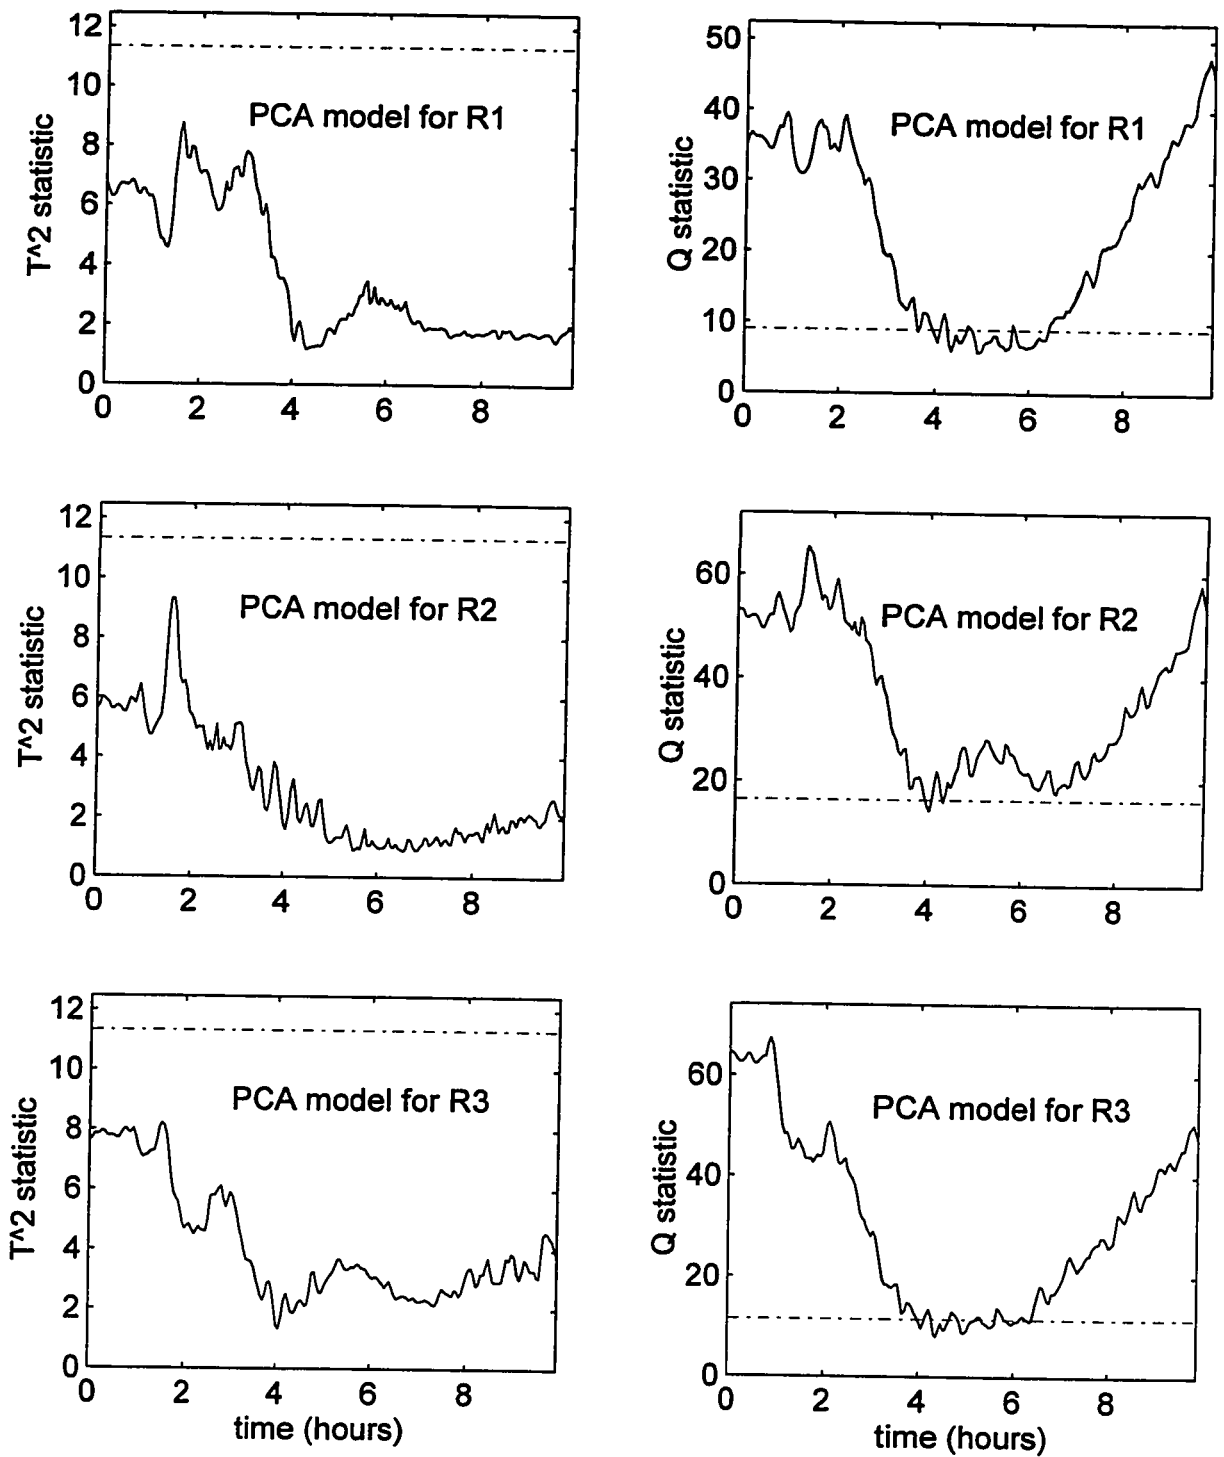 12
10
8
6
4
2
0
T^2 statistic
PCA model for R1
0 2 4 6 8
50
40
30
20
10
0
Q statistic
PCA model for R1
0 2 4 6 8
12
10
8
6
4
2
0
T^2 statistic
PCA model for R2
0 2 4 6 8
60
40
20
0
Q statistic
PCA model for R2
0 2 4 6 8
12
10
8
6
4
2
0
T^2 statistic
PCA model for R3
0 2 4 6 8
time (hours)
60
40
20
0
Q statistic
PCA model for R3
0 2 4 6 8
time (hours)